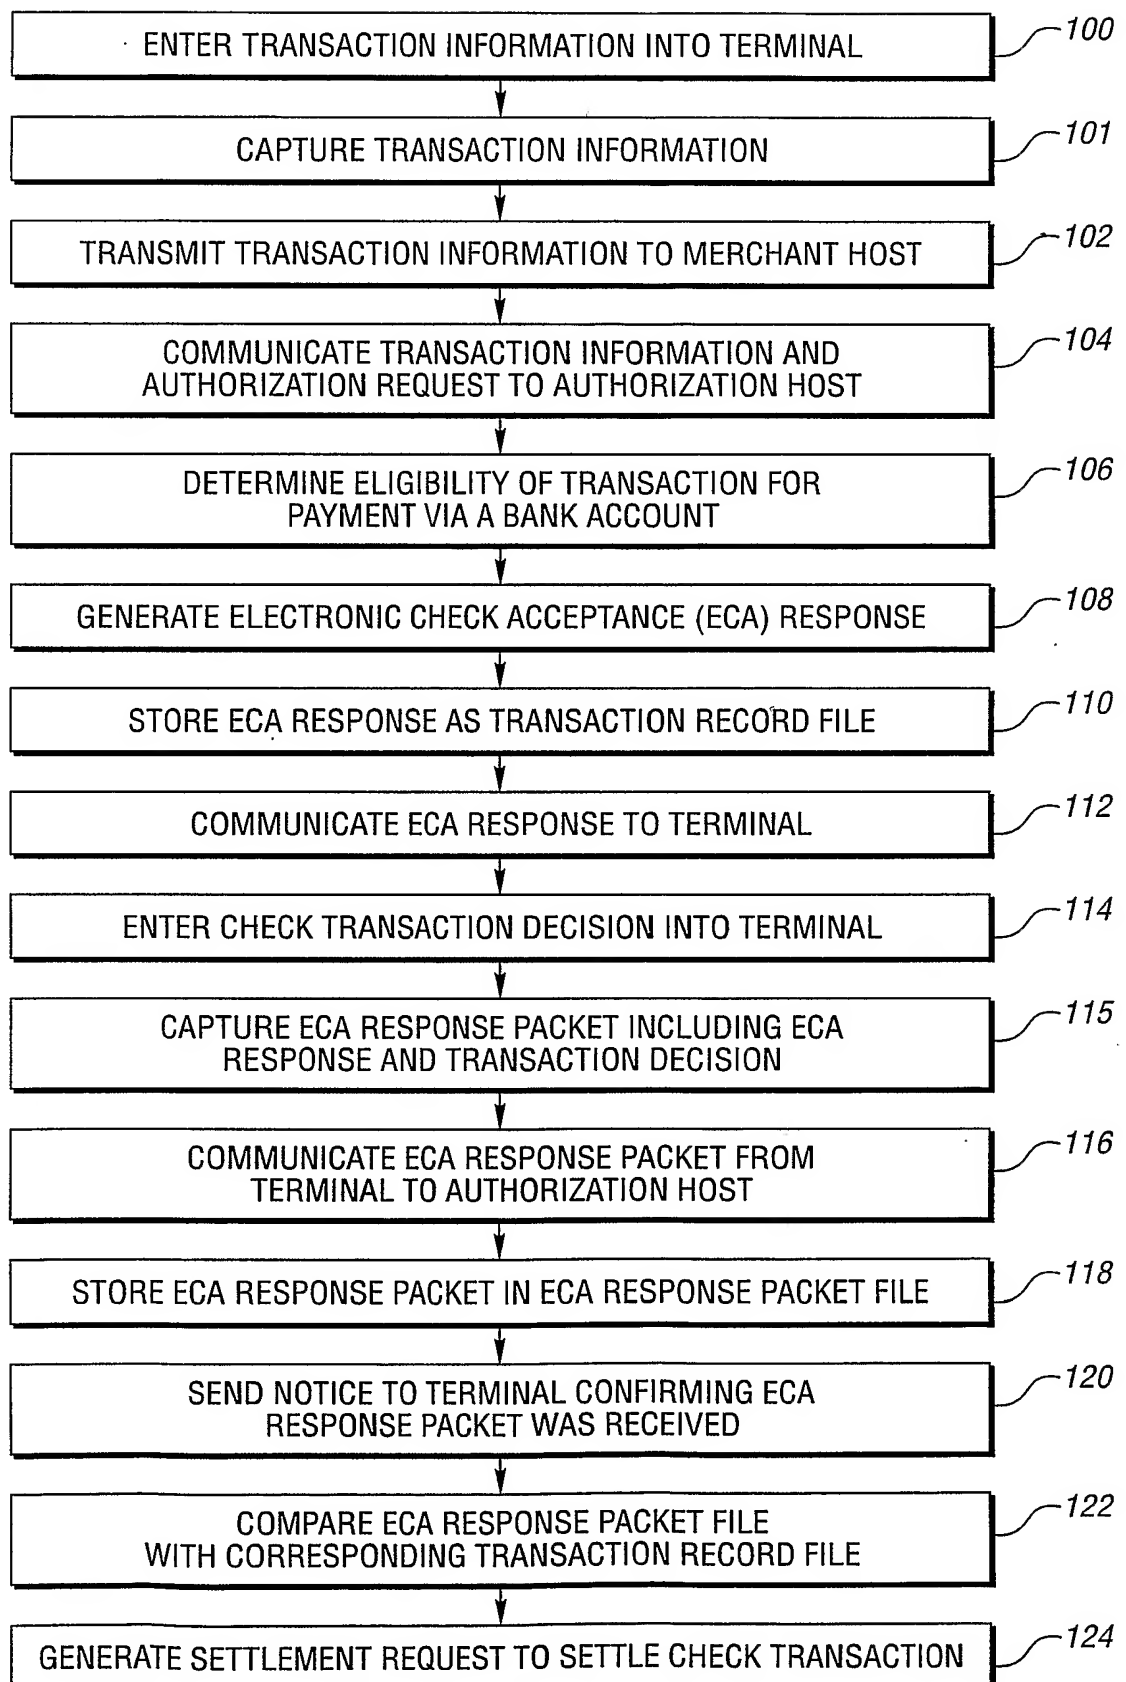 ENTER TRANSACTION INFORMATION INTO TERMINAL
100
CAPTURE TRANSACTION INFORMATION
101
TRANSMIT TRANSACTION INFORMATION TO MERCHANT HOST
102
COMMUNICATE TRANSACTION INFORMATION AND
AUTHORIZATION REQUEST TO AUTHORIZATION HOST
104
DETERMINE ELIGIBILITY OF TRANSACTION FOR
PAYMENT VIA A BANK ACCOUNT
106
GENERATE ELECTRONIC CHECK ACCEPTANCE (ECA) RESPONSE
108
STORE ECA RESPONSE AS TRANSACTION RECORD FILE
110
COMMUNICATE ECA RESPONSE TO TERMINAL
112
ENTER CHECK TRANSACTION DECISION INTO TERMINAL
114
CAPTURE ECA RESPONSE PACKET INCLUDING ECA
RESPONSE AND TRANSACTION DECISION
115
COMMUNICATE ECA RESPONSE PACKET FROM
TERMINAL TO AUTHORIZATION HOST
116
STORE ECA RESPONSE PACKET IN ECA RESPONSE PACKET FILE
118
SEND NOTICE TO TERMINAL CONFIRMING ECA
RESPONSE PACKET WAS RECEIVED
120
COMPARE ECA RESPONSE PACKET FILE
WITH CORRESPONDING TRANSACTION RECORD FILE
122
GENERATE SETTLEMENT REQUEST TO SETTLE CHECK TRANSACTION
124